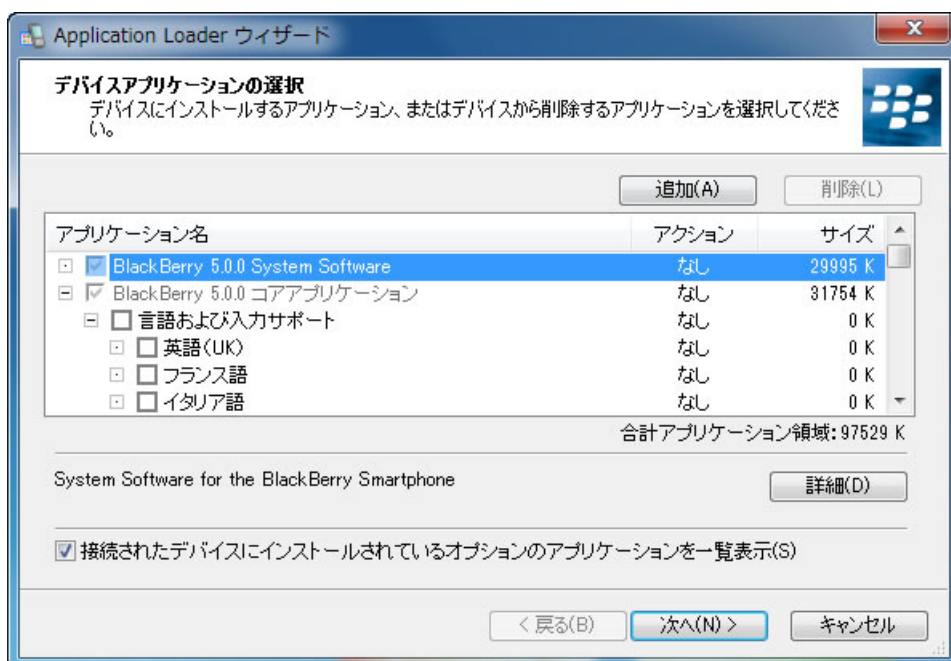 Application Loader ウィザード
デバイスアプリケーションの選択
デバイスにインストールするアプリケーション、またはデバイスから削除するアプリケーションを選択してくださ
い。
追加(A) 削除(L)
アプリケーション名 アクション サイズ
BlackBerry 5.0.0 System Software なし 29995 K
BlackBerry 5.0.0 コアアプリケーション なし 31754 K
言語および入力サポート なし 0 K
英語(UK) なし 0 K
フランス語 なし 0 K
イタリア語 なし 0 K
合計アプリケーション領域: 97529 K
System Software for the BlackBerry Smartphone
詳細(D)
接続されたデバイスにインストールされているオプションのアプリケーションを一覧表示(S)
< 戻る(B) 次へ(N) > キャンセル